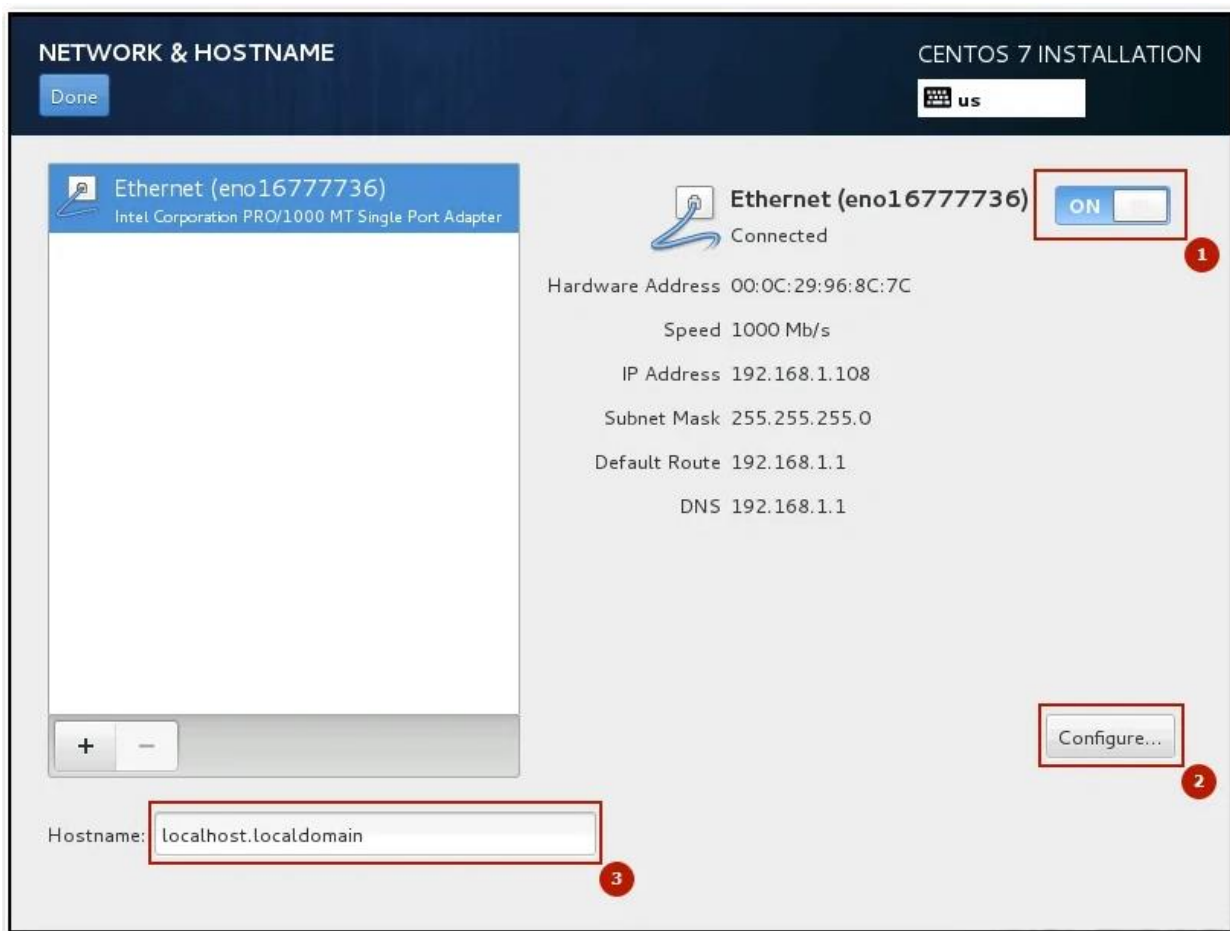 NETWORK & HOSTNAME
CENTOS 7 INSTALLATION
Done
us
Ethernet (eno16777736)
Intel Corporation PRO/1000 MT Single Port Adapter
Ethernet (eno16777736)
Connected
ON
1
Hardware Address 00:0C:29:96:8C:7C
Speed 1000 Mb/s
IP Address 192.168.1.108
Subnet Mask 255.255.255.0
Default Route 192.168.1.1
DNS 192.168.1.1
+ −
Configure...
2
Hostname: localhost.localdomain
3